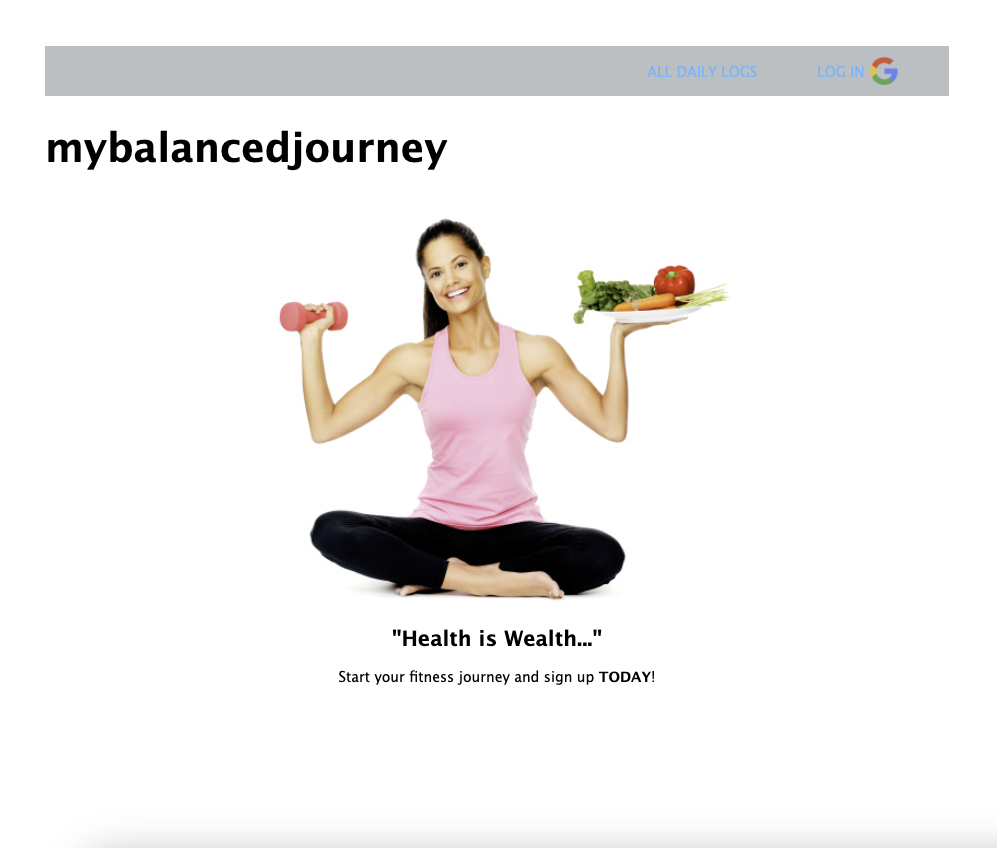 ALL DAILY LOGS LOG IN
mybalancedjourney
"Health is Wealth..."
Start your fitness journey and sign up TODAY!